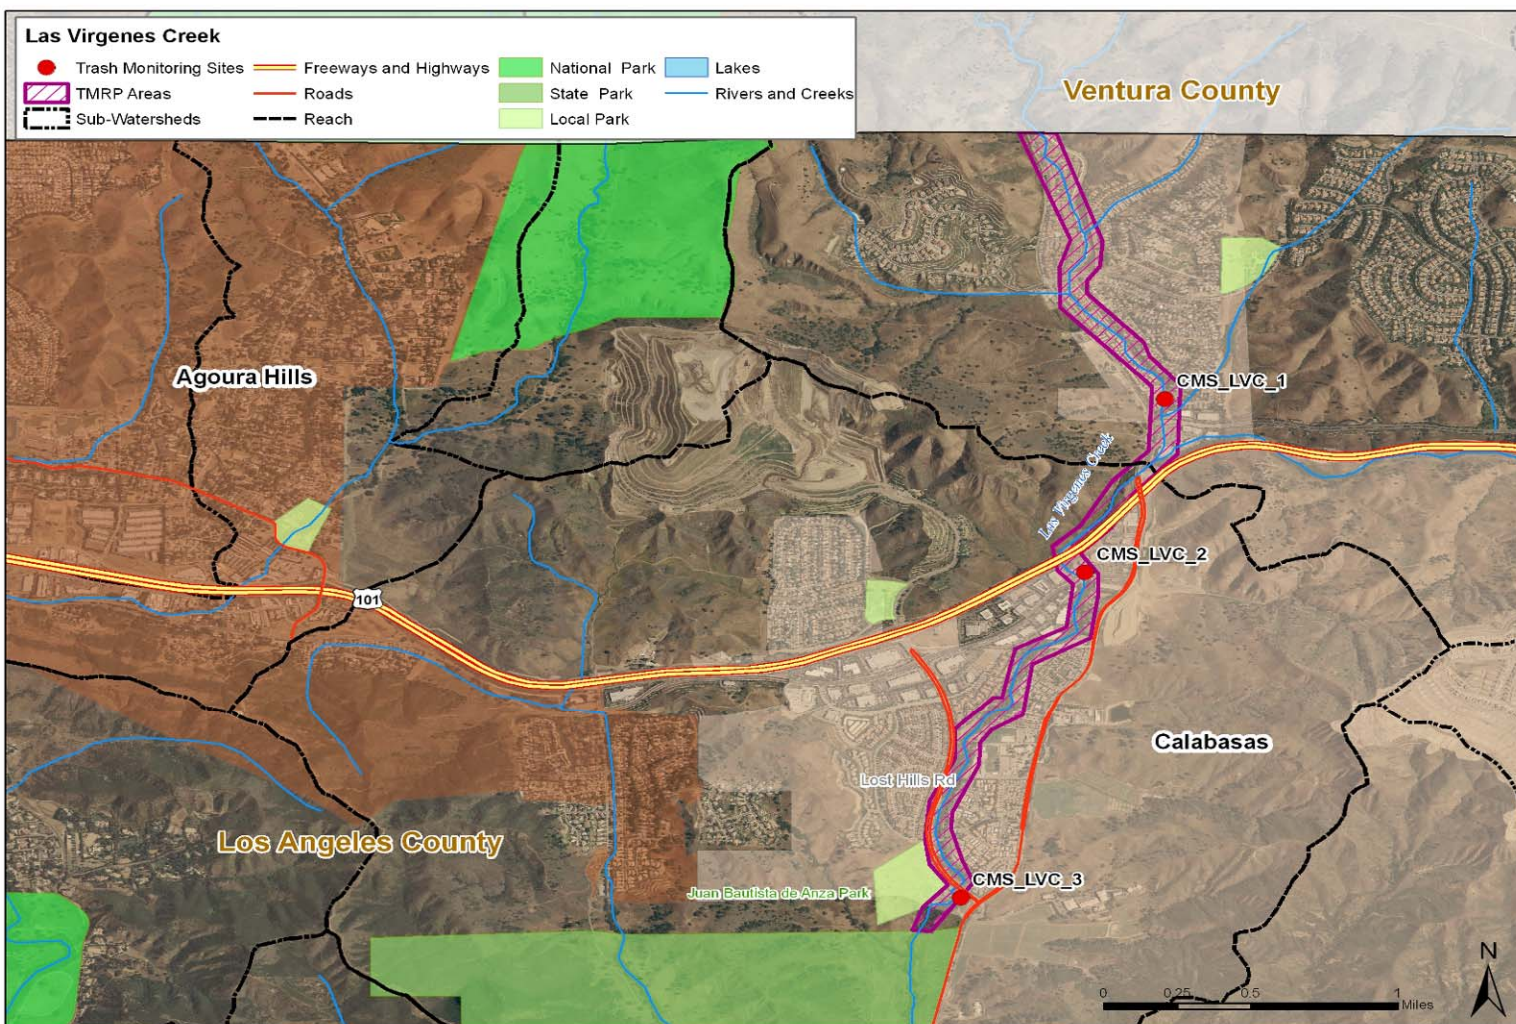 Las Virgenes Creek
Trash Monitoring Sites Freeways and Highways National Park Lakes
TMRP Areas Roads State Park Rivers and Creeks
Sub-Watersheds Reach Local Park
Ventura County
Agoura Hills
CMS_LVC_1
Las Virgenes Creek
CMS_LVC_2
101
Calabasas
Lost Hills Rd
Los Angeles County
CMS_LVC_3
Juan Bautista de Anza Park
N
0 0.25 0.5 1
Miles